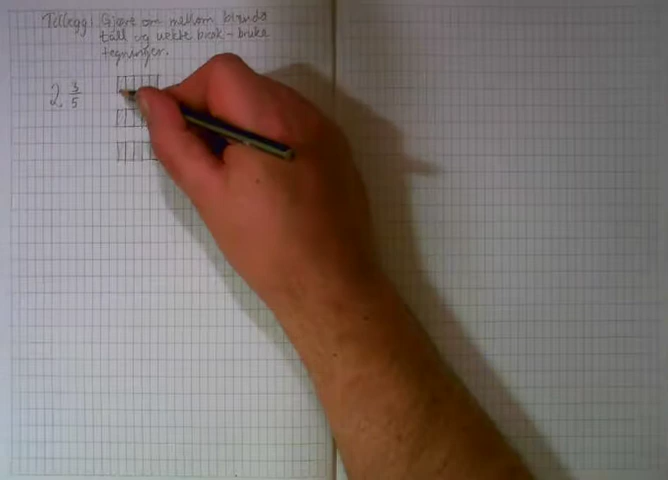 Tillegg: Gjøre om mellom blanda
tall og uekte brøk - bruke
tegninger.
2 3/5